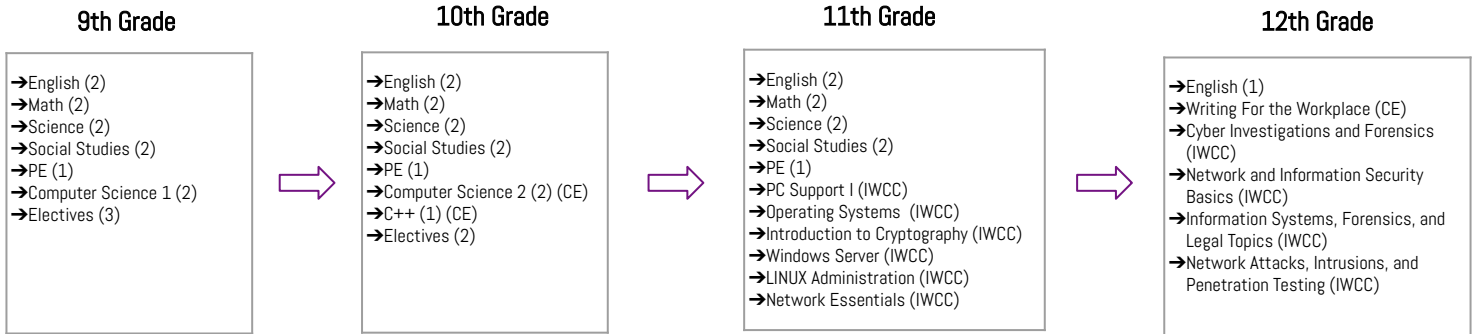 9th Grade
➔English (2)
➔Math (2)
➔Science (2)
➔Social Studies (2)
➔PE (1)
➔Computer Science 1 (2)
➔Electives (3)
10th Grade
➔English (2)
➔Math (2)
➔Science (2)
➔Social Studies (2)
➔PE (1)
➔Computer Science 2 (2) (CE)
➔C++ (1) (CE)
➔Electives (2)
11th Grade
➔English (2)
➔Math (2)
➔Science (2)
➔Social Studies (2)
➔PE (1)
➔PC Support I (IWCC)
➔Operating Systems (IWCC)
➔Introduction to Cryptography (IWCC)
➔Windows Server (IWCC)
➔LINUX Administration (IWCC)
➔Network Essentials (IWCC)
12th Grade
➔English (1)
➔Writing For the Workplace (CE)
➔Cyber Investigations and Forensics
(IWCC)
➔Network and Information Security
Basics (IWCC)
➔Information Systems, Forensics, and
Legal Topics (IWCC)
➔Network Attacks, Intrusions, and
Penetration Testing (IWCC)